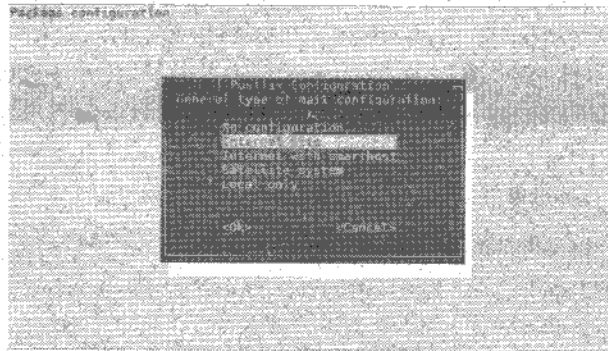 Package configuration
Postfix Configuration
General type of mail configuration:
No configuration
Internet Site
Internet with smarthost
Satellite system
Local only
<Ok> <Cancel>